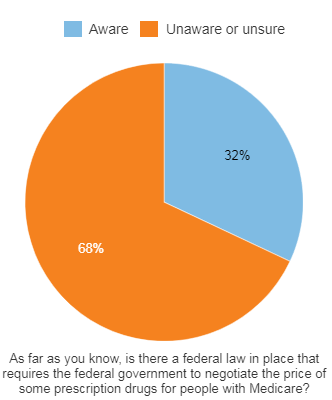 Aware Unaware or unsure
32%
68%
As far as you know, is there a federal law in place that
requires the federal government to negotiate the price of
some prescription drugs for people with Medicare?